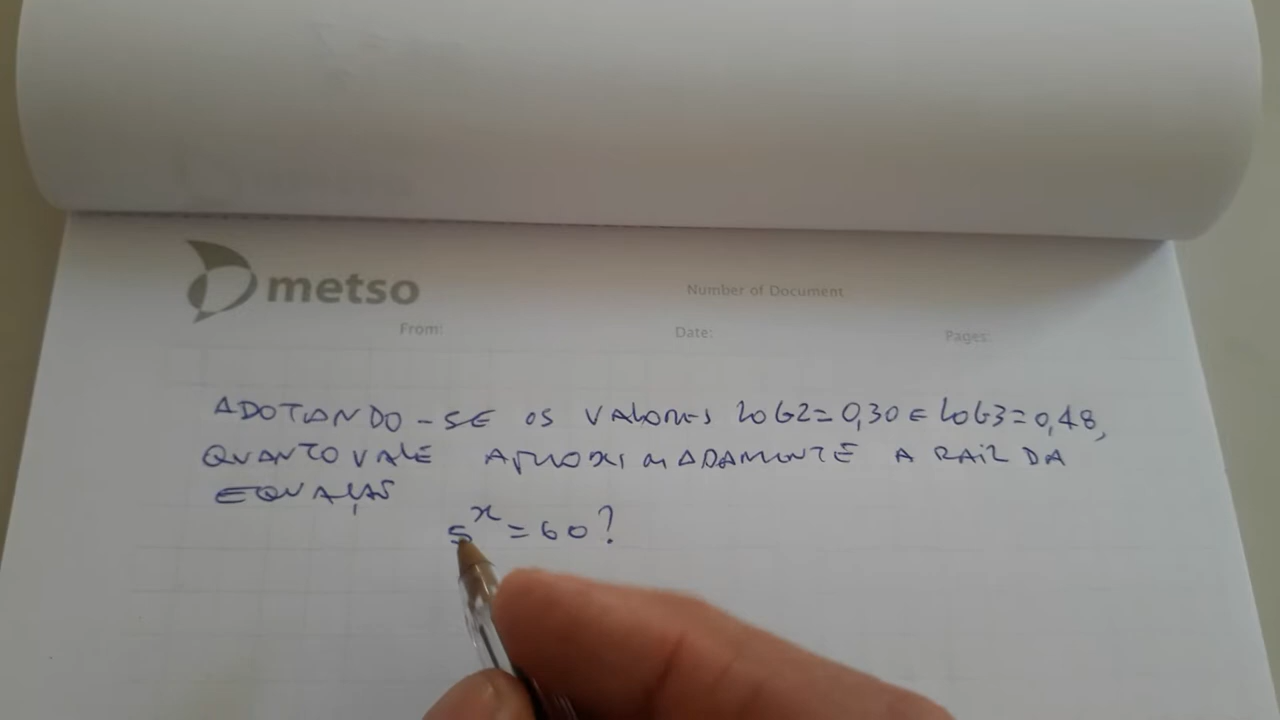 metso
Number of Document
From:
Date:
Pages:
ADOTANDO-SE OS VALORES LOG2=0,30 E LOG3=0,48,
QUANTO VALE APROXIMADAMENTE A RAIZ DA
EQUAÇÃO
5^x=60?